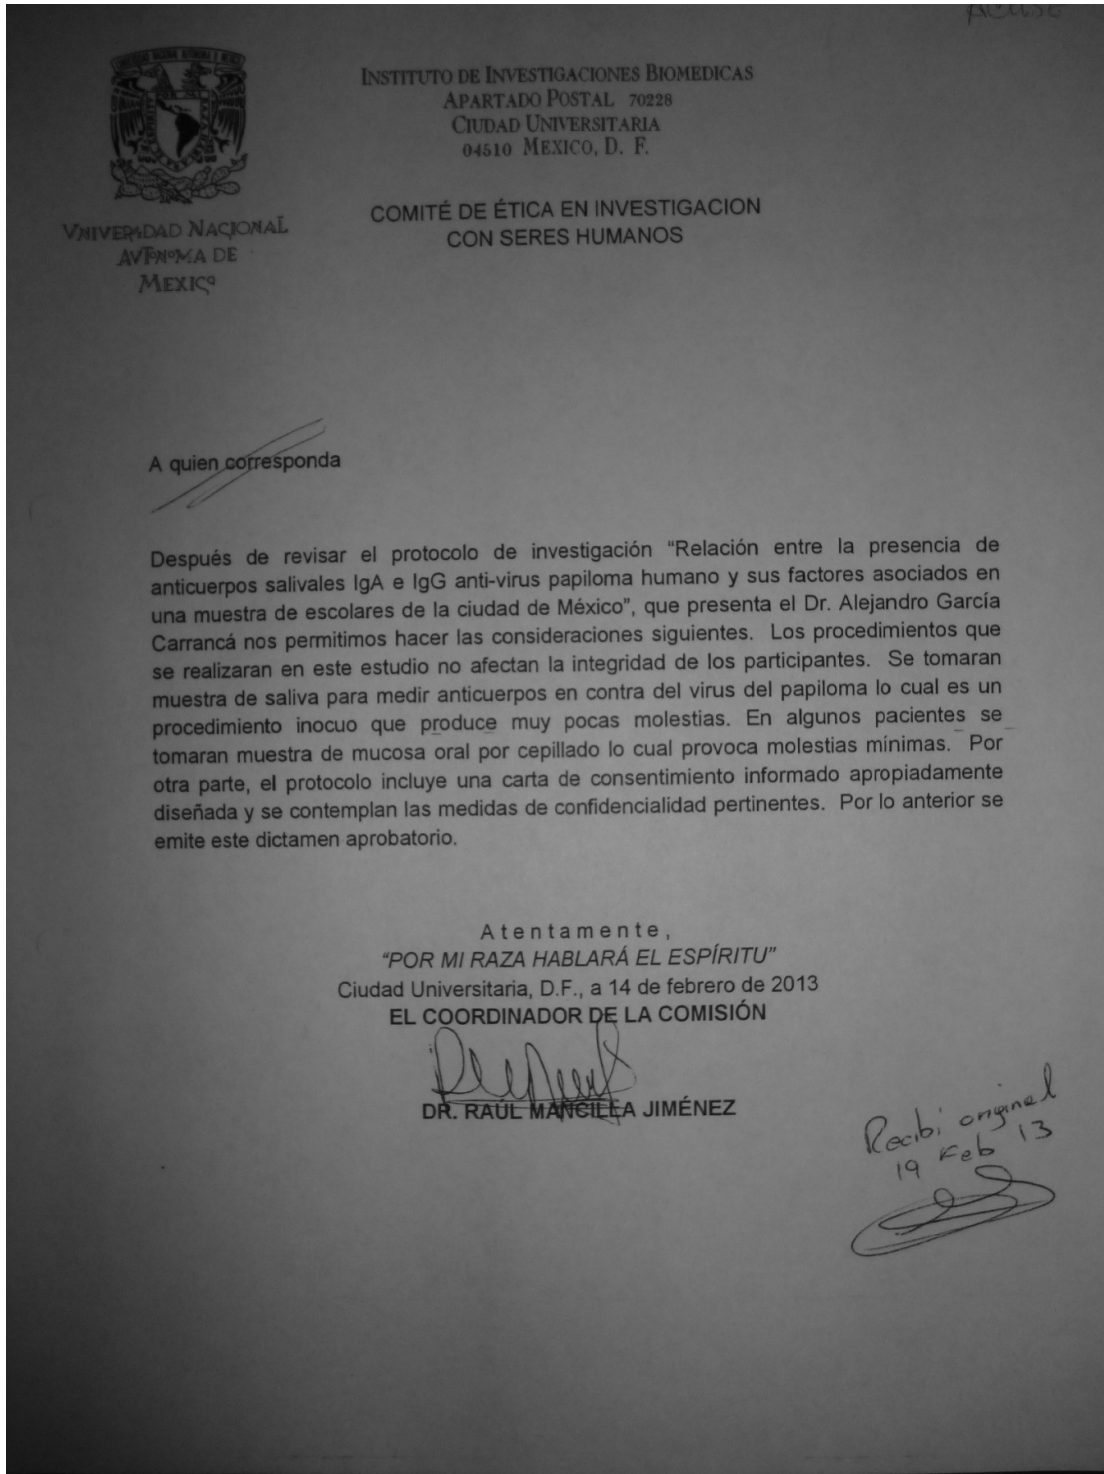 ACUSE
INSTITUTO DE INVESTIGACIONES BIOMEDICAS
APARTADO POSTAL 70228
CIUDAD UNIVERSITARIA
04510 MEXICO, D. F.
COMITÉ DE ÉTICA EN INVESTIGACION
CON SERES HUMANOS
VNIVERSDAD NACIONAL
AVTONOMA DE
MEXICO
A quien corresponda
Después de revisar el protocolo de investigación “Relación entre la presencia de
anticuerpos salivales IgA e IgG anti-virus papiloma humano y sus factores asociados en
una muestra de escolares de la ciudad de México”, que presenta el Dr. Alejandro García
Carrancá nos permitimos hacer las consideraciones siguientes. Los procedimientos que
se realizaran en este estudio no afectan la integridad de los participantes. Se tomaran
muestra de saliva para medir anticuerpos en contra del virus del papiloma lo cual es un
procedimiento inocuo que produce muy pocas molestias. En algunos pacientes se
tomaran muestra de mucosa oral por cepillado lo cual provoca molestias mínimas. Por
otra parte, el protocolo incluye una carta de consentimiento informado apropiadamente
diseñada y se contemplan las medidas de confidencialidad pertinentes. Por lo anterior se
emite este dictamen aprobatorio.
Atentamente,
“POR MI RAZA HABLARÁ EL ESPÍRITU”
Ciudad Universitaria, D.F., a 14 de febrero de 2013
EL COORDINADOR DE LA COMISIÓN
DR. RAÚL MANCILLA JIMÉNEZ
Recibi original
19 Feb 13